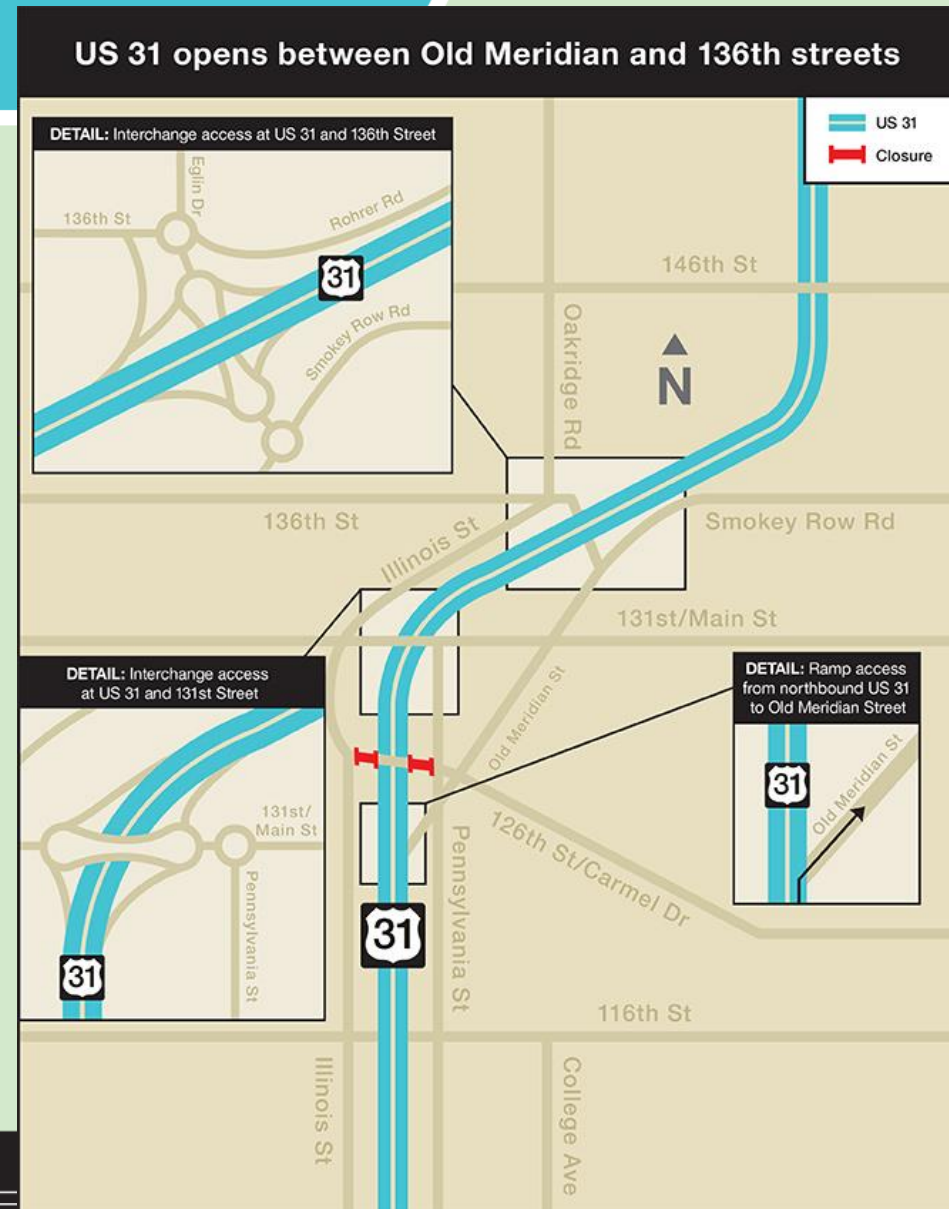 US 31 opens between Old Meridian and 136th streets
US 31
Closure
DETAIL: Interchange access at US 31 and 136th Street
Eglin Dr
136th St
Rohrer Rd
31
Smokey Row Rd
146th St
Oakridge Rd
N
136th St
Illinois St
Smokey Row Rd
131st/Main St
DETAIL: Interchange access
at US 31 and 131st Street
131st/
Main St
Pennsylvania St
31
Old Meridian St
DETAIL: Ramp access
from northbound US 31
to Old Meridian Street
31
Old Meridian St
126th St/Carmel Dr
Pennsylvania St
31
116th St
Illinois St
College Ave